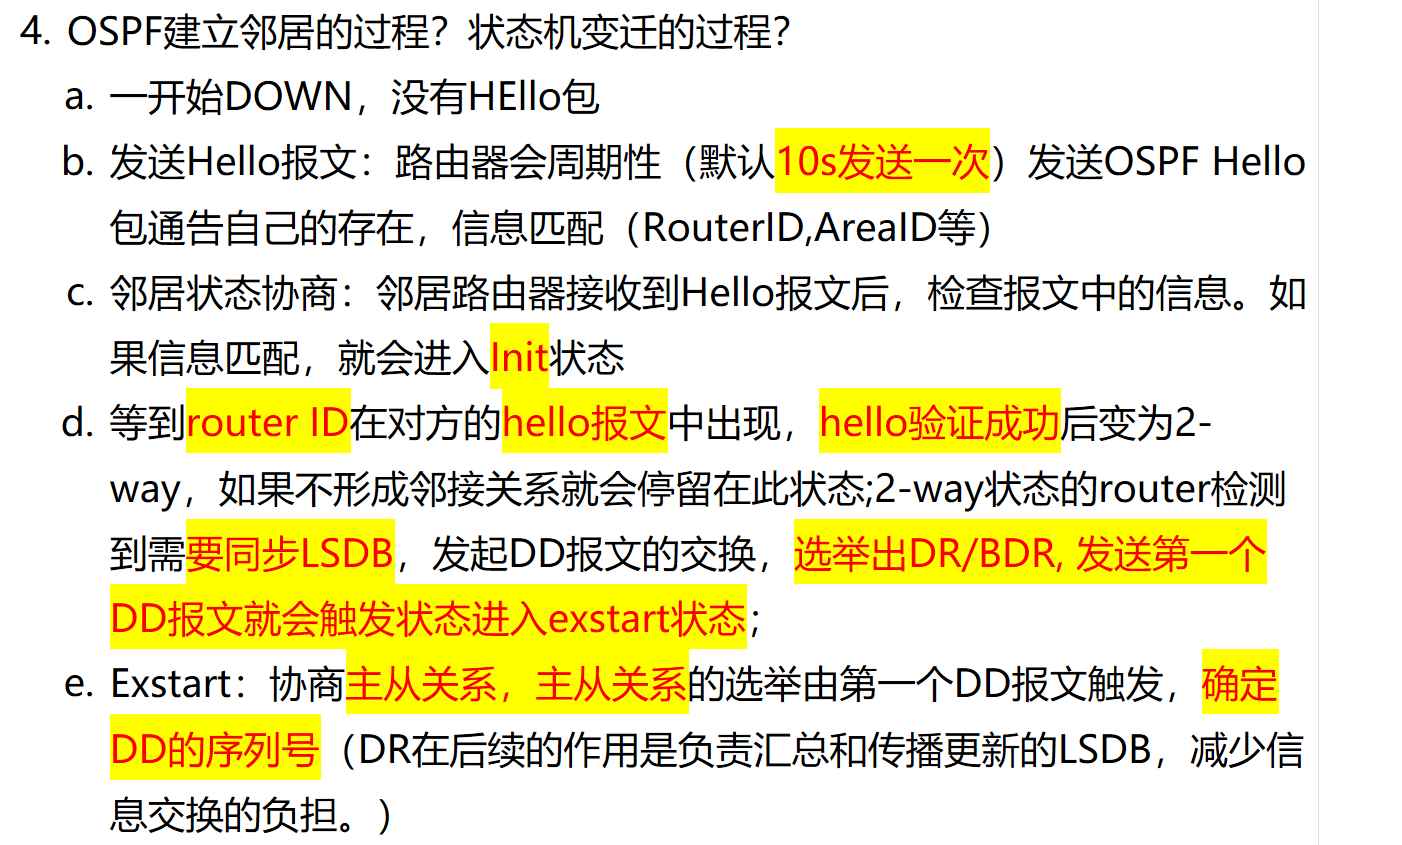 4. OSPF建立邻居的过程？状态机变迁的过程？
a. 一开始DOWN，没有HEllo包
b. 发送Hello报文：路由器会周期性（默认10s发送一次）发送OSPF Hello
包通告自己的存在，信息匹配（RouterID,AreaID等）
c. 邻居状态协商：邻居路由器接收到Hello报文后，检查报文中的信息。如
果信息匹配，就会进入Init状态
d. 等到router ID在对方的hello报文中出现，hello验证成功后变为2-
way，如果不形成邻接关系就会停留在此状态;2-way状态的router检测
到需要同步LSDB，发起DD报文的交换，选举出DR/BDR, 发送第一个
DD报文就会触发状态进入exstart状态；
e. Exstart：协商主从关系，主从关系的选举由第一个DD报文触发，确定
DD的序列号（DR在后续的作用是负责汇总和传播更新的LSDB，减少信
息交换的负担。）